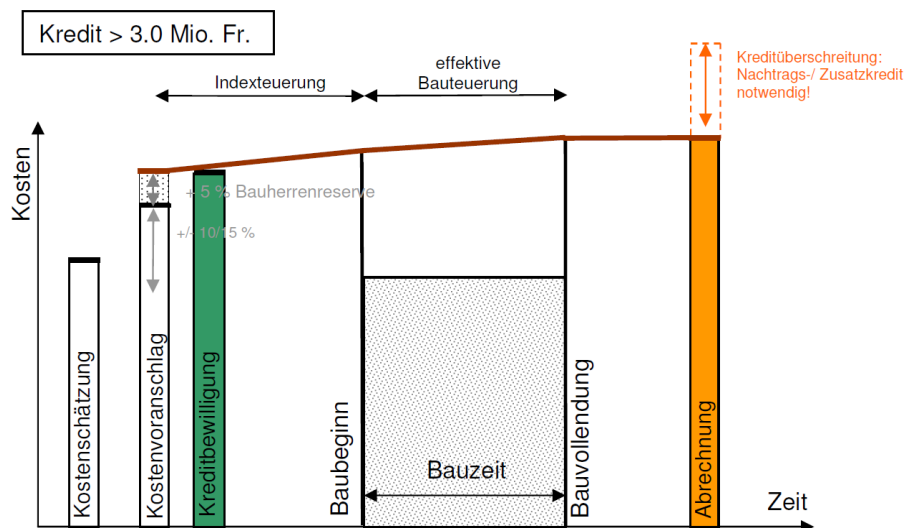 Kredit > 3.0 Mio. Fr.
Indexteuerung
effektive
Bauteuerung
Kreditüberschreitung:
Nachtrags-/ Zusatzkredit
notwendig!
Kosten
+ 5 % Bauherrenreserve
+/- 10/15 %
Kostenschätzung
Kostenvoranschlag
Kreditbewilligung
Baubeginn
Bauzeit
Bauvollendung
Abrechnung
Zeit